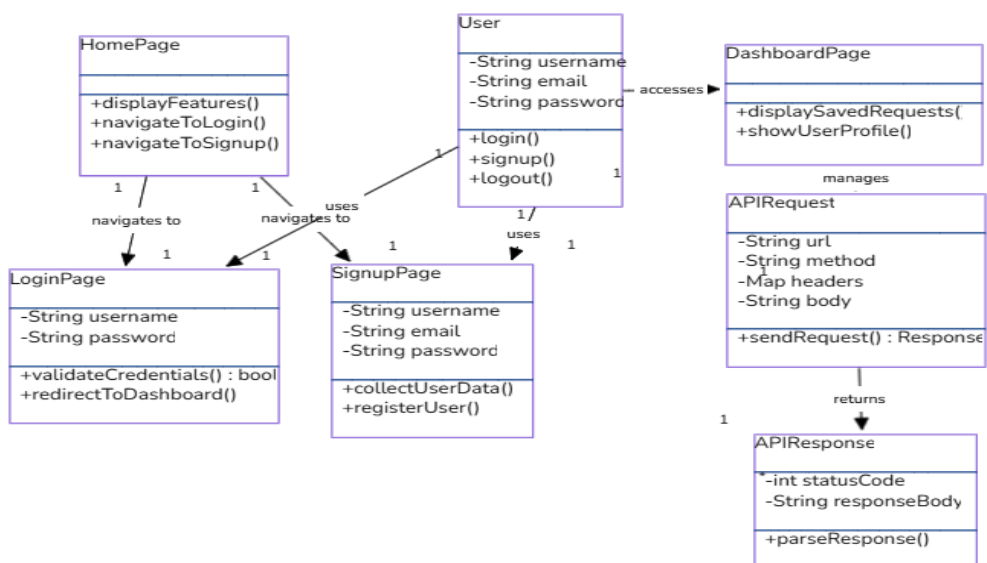 HomePage
+displayFeatures()
+navigateToLogin()
+navigateToSignup()
User
-String username
-String email
-String password
+login()
+signup()
+logout()
accesses
DashboardPage
+displaySavedRequests(
+showUserProfile()
1
1
1
1
uses
navigates to
navigates to
1
1
1
1/
uses
1
manages
APIRequest
-String url
-String method
1
-Map headers
-String body
+sendRequest() : Response
LoginPage
-String username
-String password
+validateCredentials() : bool
+redirectToDashboard()
SignupPage
-String username
-String email
-String password
+collectUserData()
+registerUser()
returns
1
APIResponse
*
-int statusCode
-String responseBody
+parseResponse()